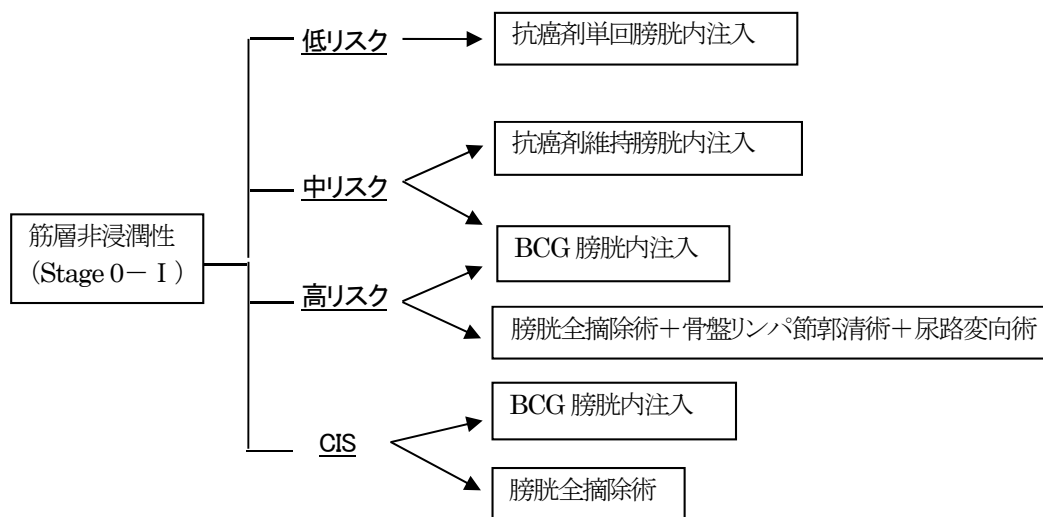 低リスク
抗癌剤単回膀胱内注入
抗癌剤維持膀胱内注入
中リスク
筋層非浸潤性
(Stage 0－Ⅰ)
BCG 膀胱内注入
高リスク
膀胱全摘除術＋骨盤リンパ節郭清術＋尿路変向術
BCG 膀胱内注入
CIS
膀胱全摘除術